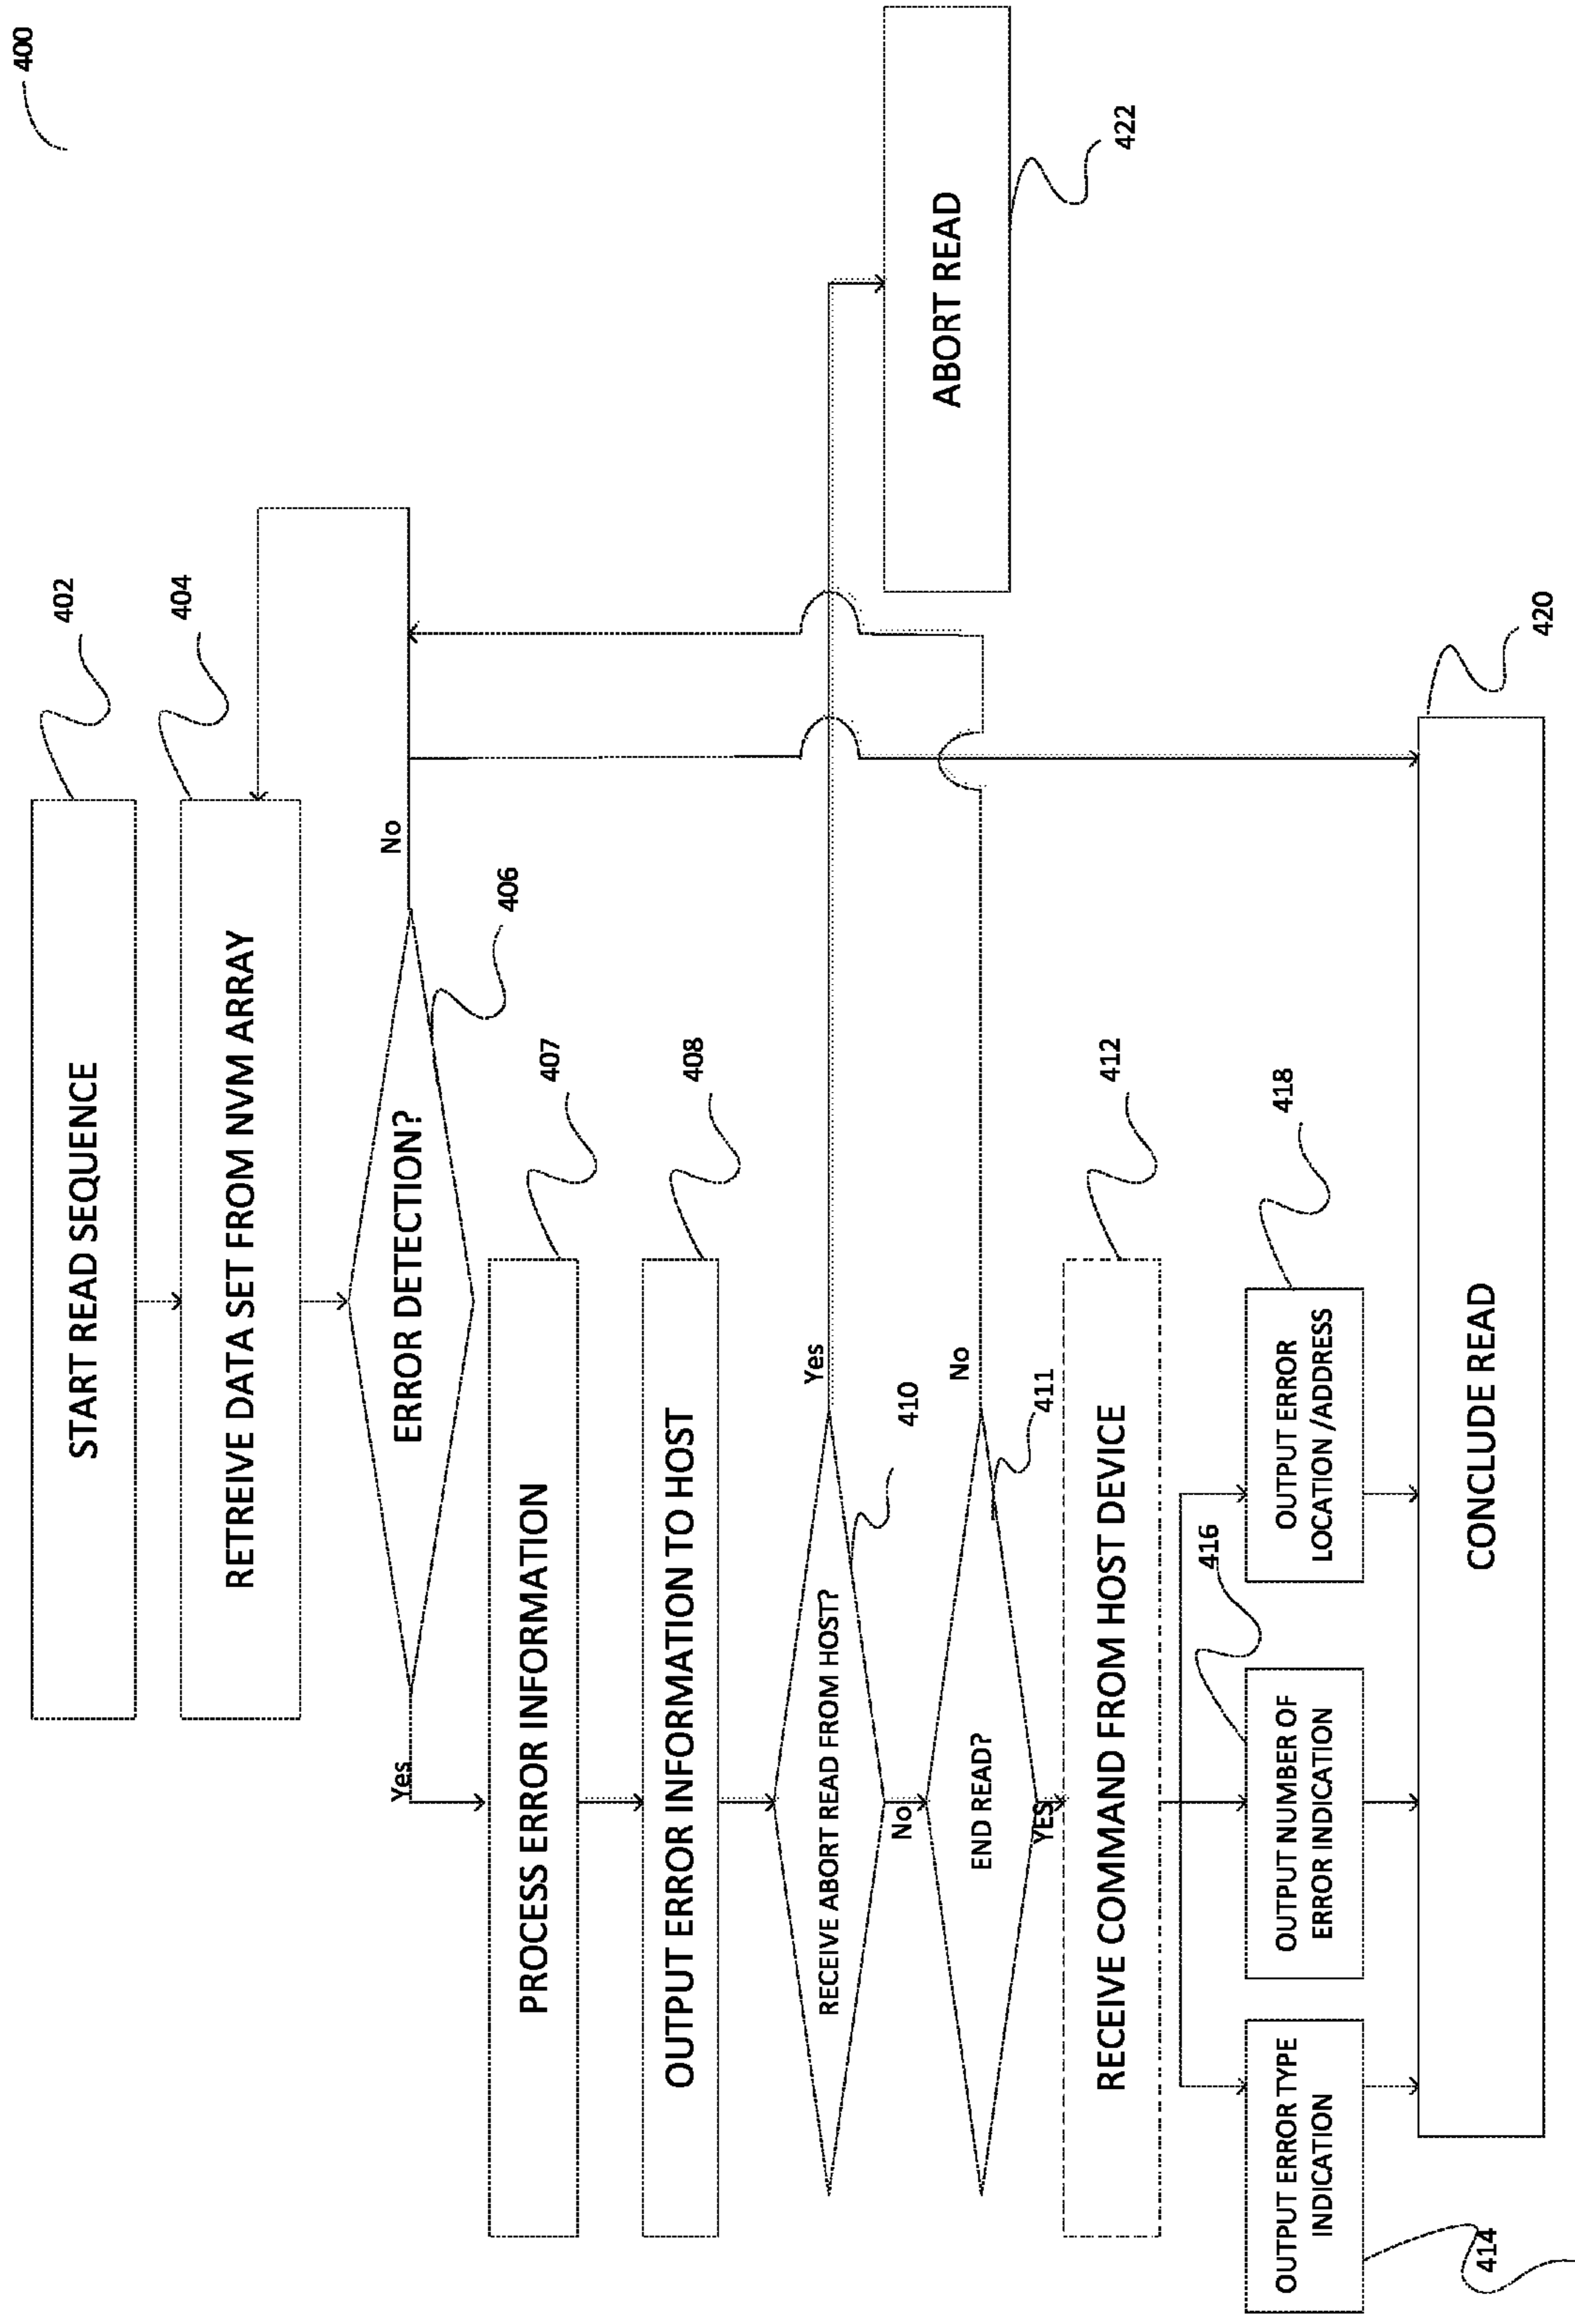 400
START READ SEQUENCE
402
RETREIVE DATA SET FROM NVM ARRAY
404
ERROR DETECTION?
406
No
Yes
PROCESS ERROR INFORMATION
407
OUTPUT ERROR INFORMATION TO HOST
408
RECEIVE ABORT READ FROM HOST?
410
Yes
No
ABORT READ
422
END READ?
411
No
YES
RECEIVE COMMAND FROM HOST DEVICE
412
OUTPUT ERROR TYPE
INDICATION
414
OUTPUT NUMBER OF
ERROR INDICATION
416
OUTPUT ERROR
LOCATION /ADDRESS
418
CONCLUDE READ
420